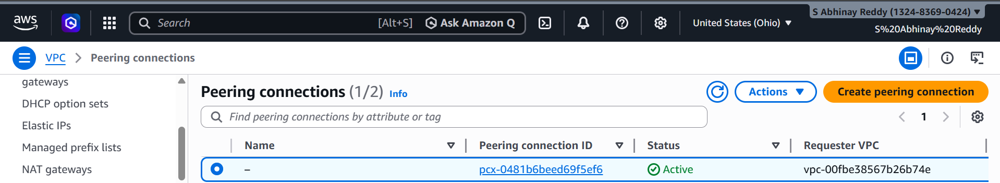 aws
Search [Alt+S] Ask Amazon Q
United States (Ohio)
S Abhinay Reddy (1324-8369-0424)
S%20Abhinay%20Reddy
VPC
Peering connections
gateways
DHCP option sets
Elastic IPs
Managed prefix lists
NAT gateways
Peering connections (1/2) Info
Actions
Create peering connection
Find peering connections by attribute or tag
1
Name Peering connection ID Status Requester VPC
– pcx-0481b6beed69f5ef6 Active vpc-00fbe38567b26b74e